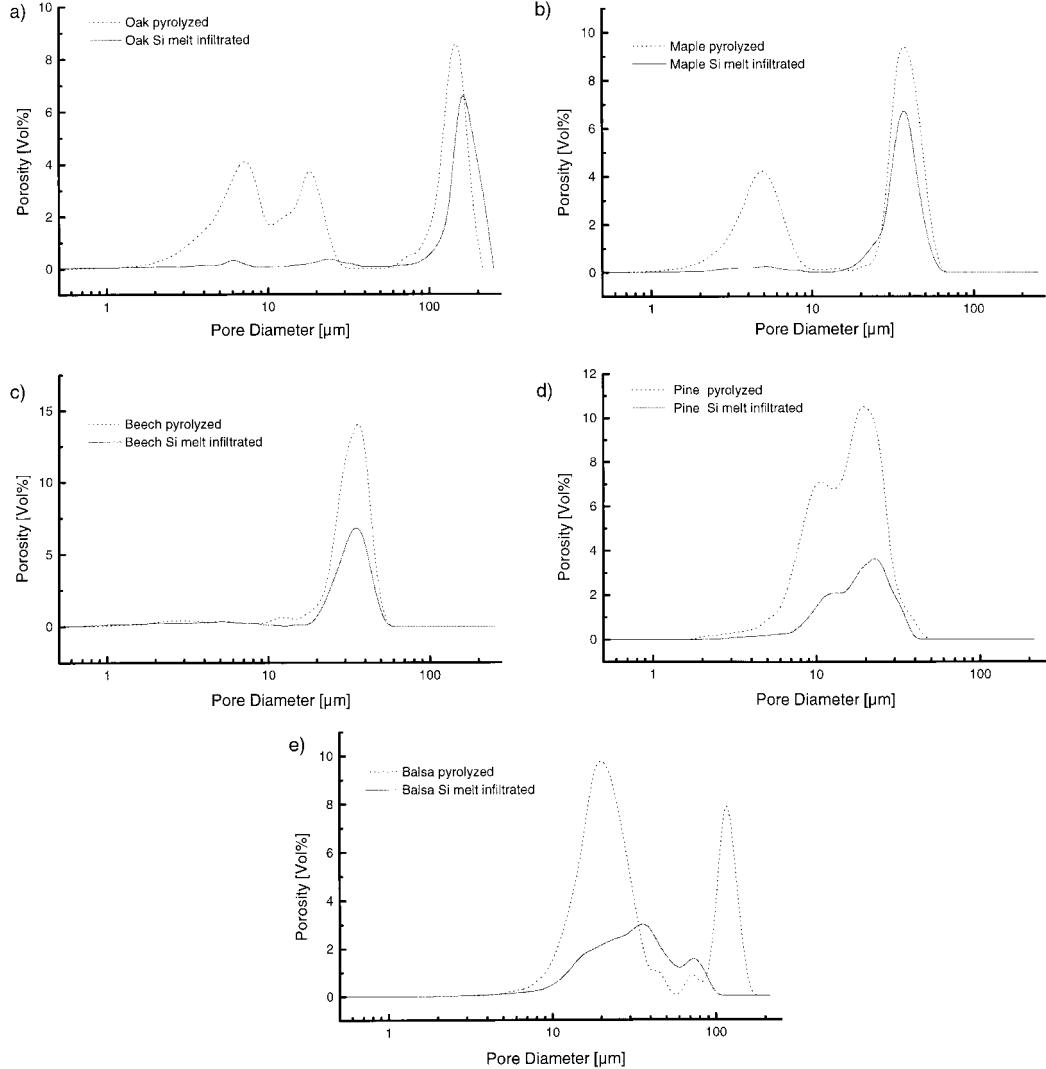 a)
Oak pyrolyzed
Oak Si melt infiltrated
10
8
6
4
2
0
Porosity [Vol%]
1
10
100
Pore Diameter [µm]
b)
Maple pyrolyzed
Maple Si melt infiltrated
10
8
6
4
2
0
Porosity [Vol%]
1
10
100
Pore Diameter [µm]
c)
Beech pyrolyzed
Beech Si melt infiltrated
15
10
5
0
Porosity [Vol%]
1
10
100
Pore Diameter [µm]
d)
Pine pyrolyzed
Pine Si melt infiltrated
12
10
8
6
4
2
0
Porosity [Vol%]
1
10
100
Pore Diameter [µm]
e)
Balsa pyrolyzed
Balsa Si melt infiltrated
10
8
6
4
2
0
Porosity [Vol%]
1
10
100
Pore Diameter [µm]